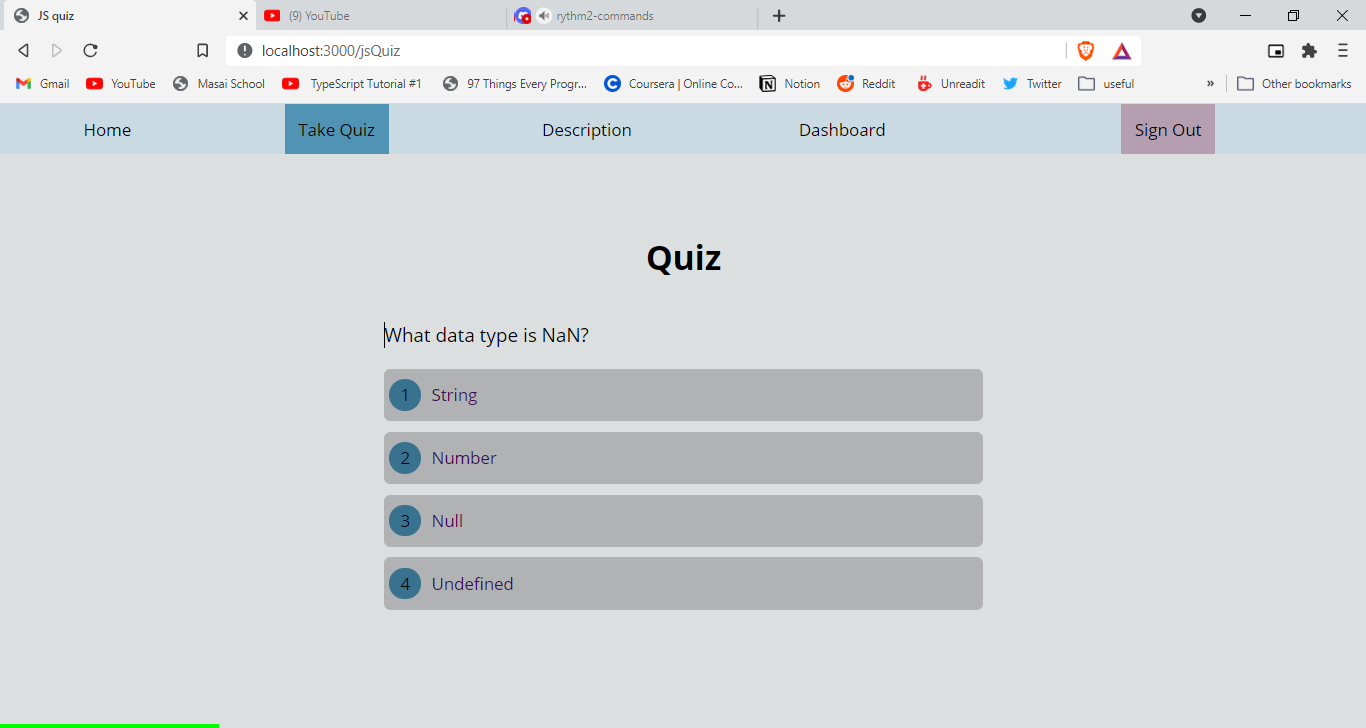 JS quiz (9) YouTube rythm2-commands
localhost:3000/jsQuiz
Gmail YouTube Masai School TypeScript Tutorial #1 97 Things Every Progr... Coursera | Online Co... Notion Reddit Unreadit Twitter useful » Other bookmarks
Home Take Quiz Description Dashboard Sign Out
Quiz
What data type is NaN?
1 String
2 Number
3 Null
4 Undefined